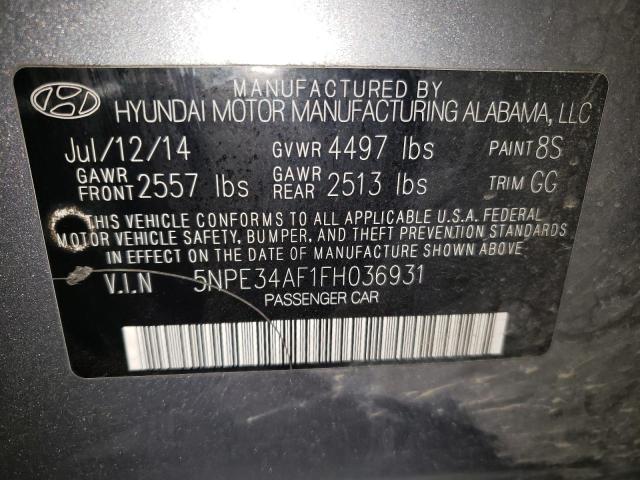 MANUFACTURED BY
HYUNDAI MOTOR MANUFACTURING ALABAMA, LLC
Jul/12/14 GVWR 4497 lbs PAINT 8S
GAWR FRONT 2557 lbs GAWR REAR 2513 lbs TRIM GG
THIS VEHICLE CONFORMS TO ALL APPLICABLE U.S.A. FEDERAL
MOTOR VEHICLE SAFETY, BUMPER, AND THEFT PREVENTION STANDARDS
IN EFFECT ON THE DATE OF MANUFACTURE SHOWN ABOVE
V.I.N 5NPE34AF1FH036931
PASSENGER CAR